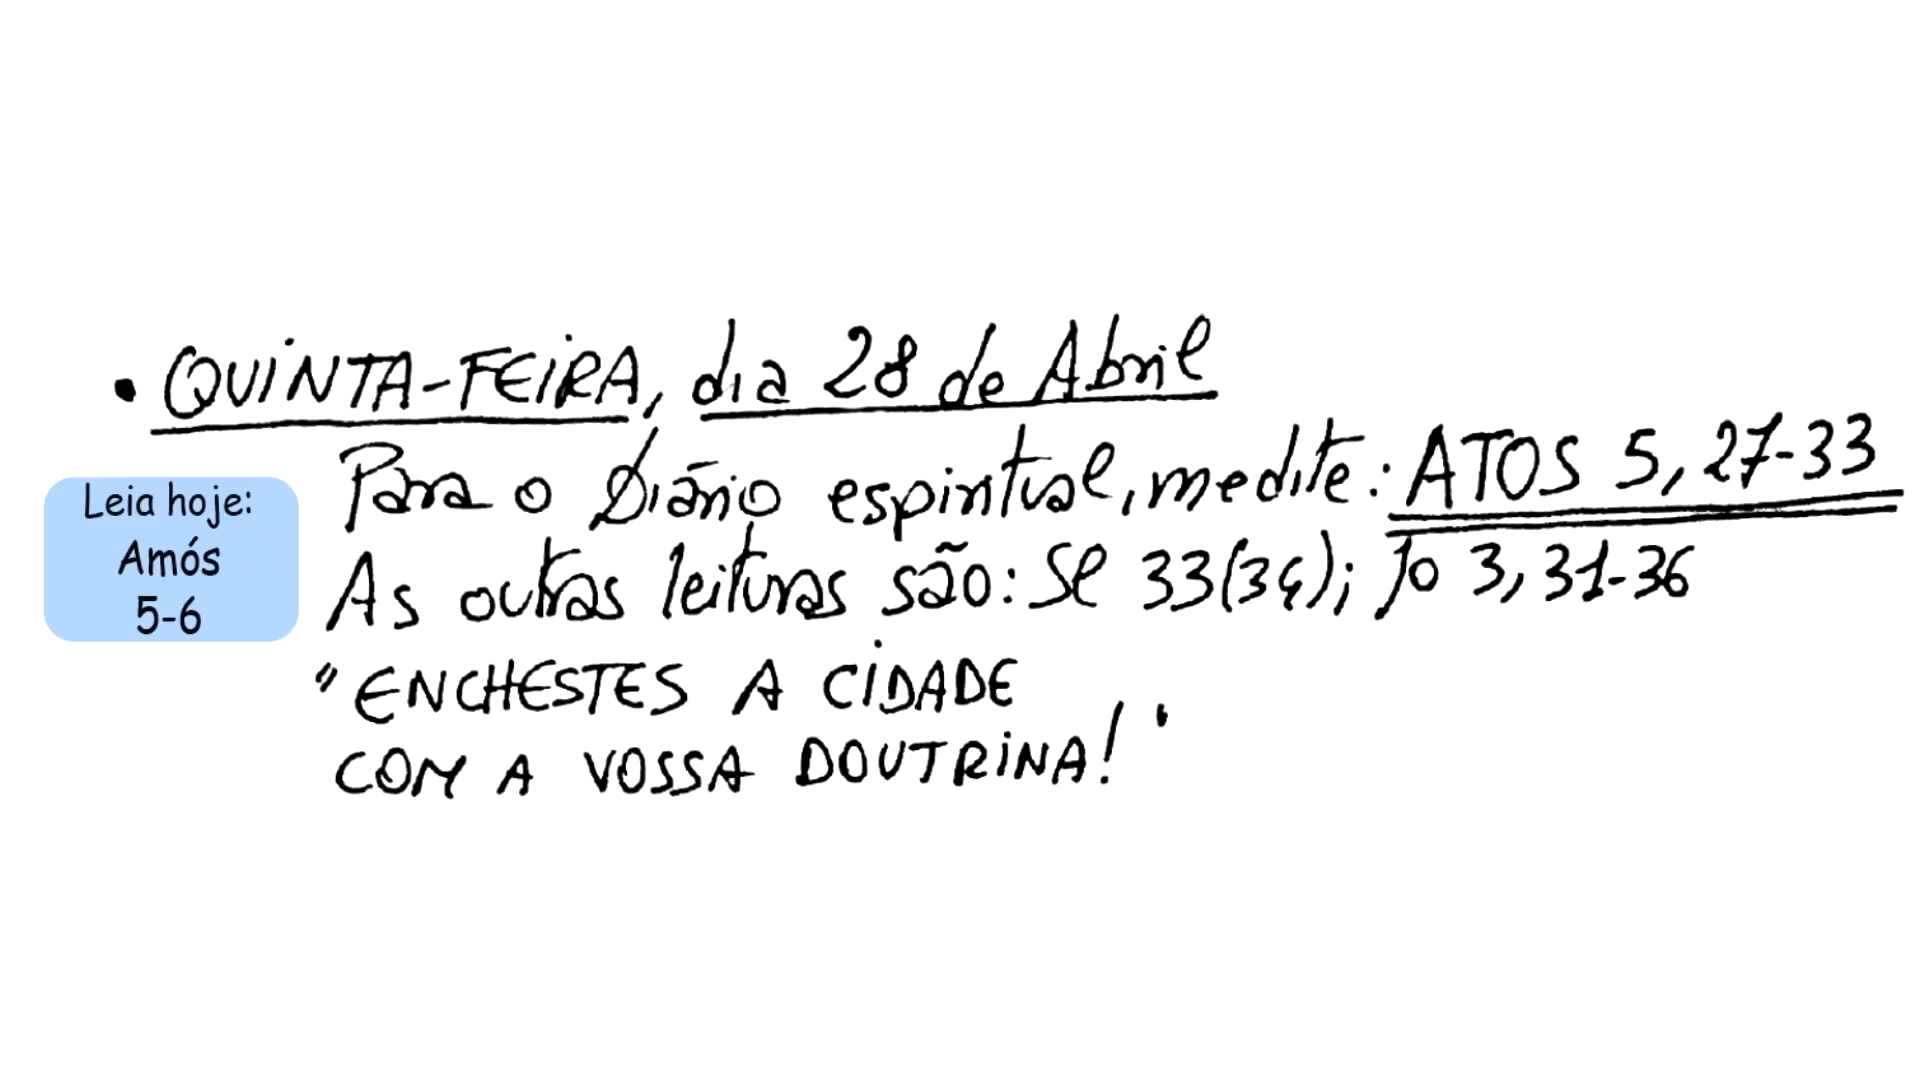 • QUINTA-FEIRA, dia 28 de Abril
Para o Diário espiritual, medite: ATOS 5, 27-33
As outras leituras são: Sl 33(34); Jo 3, 31-36
"ENCHESTES A CIDADE
COM A VOSSA DOUTRINA!"
Leia hoje:
Amós
5-6